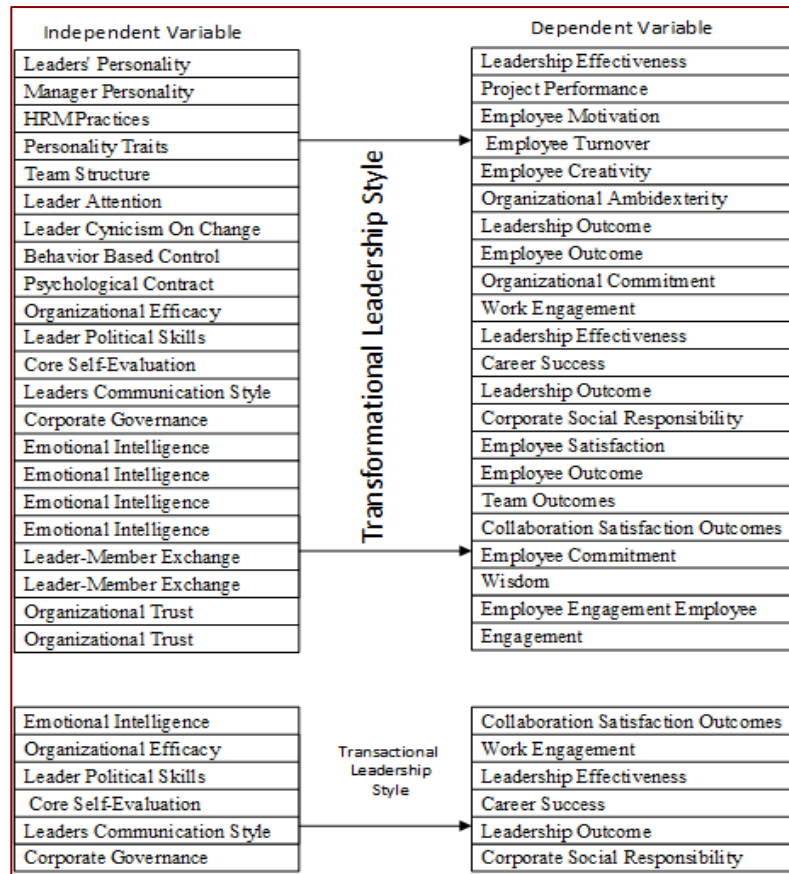 Independent Variable
Leaders' Personality
Manager Personality
HRM Practices
Personality Traits
Team Structure
Leader Attention
Leader Cynicism On Change
Behavior Based Control
Psychological Contract
Organizational Efficacy
Leader Political Skills
Core Self-Evaluation
Leaders Communication Style
Corporate Governance
Emotional Intelligence
Emotional Intelligence
Emotional Intelligence
Emotional Intelligence
Leader-Member Exchange
Leader-Member Exchange
Organizational Trust
Organizational Trust
Transformational Leadership Style
Dependent Variable
Leadership Effectiveness
Project Performance
Employee Motivation
Employee Turnover
Employee Creativity
Organizational Ambidexterity
Leadership Outcome
Employee Outcome
Organizational Commitment
Work Engagement
Leadership Effectiveness
Career Success
Leadership Outcome
Corporate Social Responsibility
Employee Satisfaction
Employee Outcome
Team Outcomes
Collaboration Satisfaction Outcomes
Employee Commitment
Wisdom
Employee Engagement Employee
Engagement
Emotional Intelligence
Organizational Efficacy
Leader Political Skills
Core Self-Evaluation
Leaders Communication Style
Corporate Governance
Transactional
Leadership
Style
Collaboration Satisfaction Outcomes
Work Engagement
Leadership Effectiveness
Career Success
Leadership Outcome
Corporate Social Responsibility